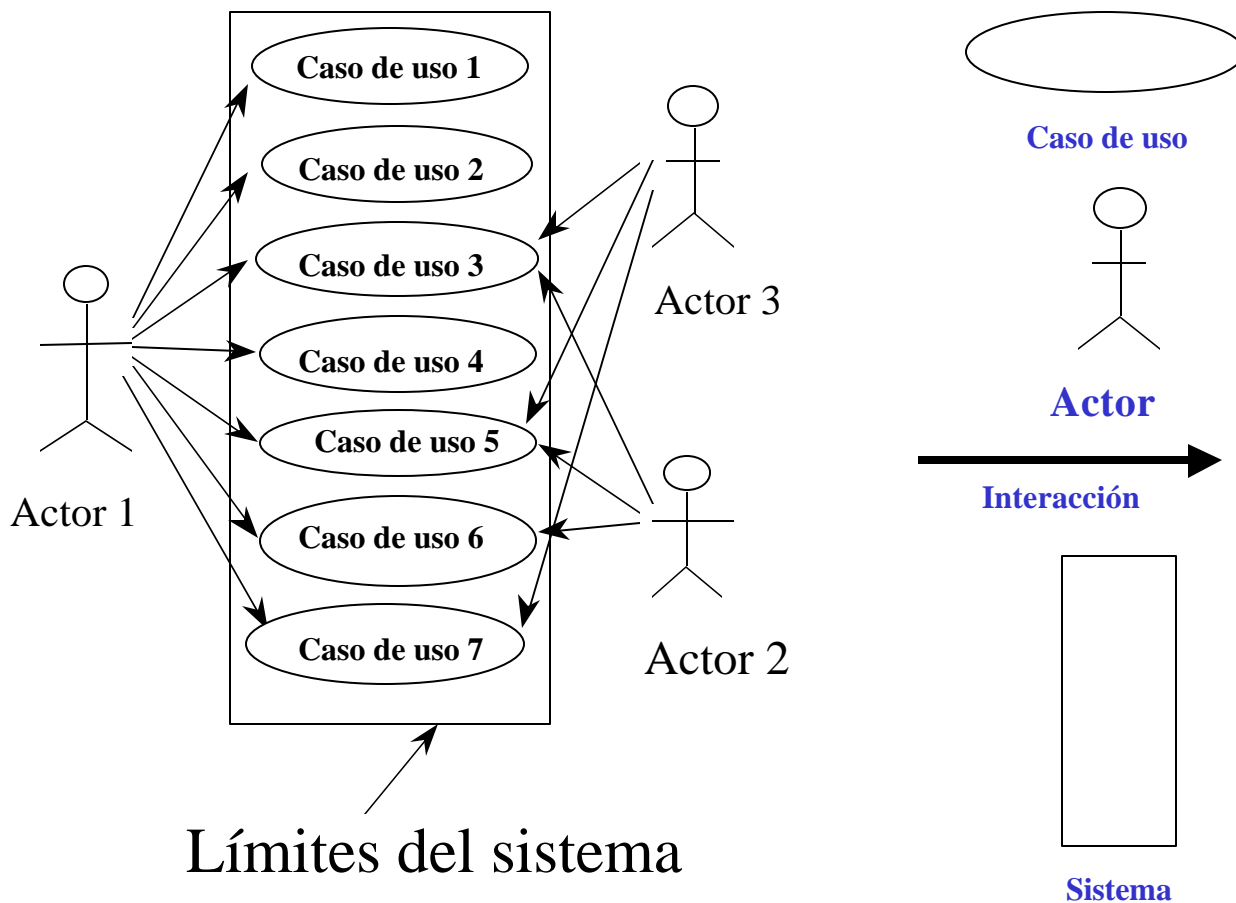 Caso de uso 1
Caso de uso 2
Caso de uso 3
Caso de uso 4
Caso de uso 5
Caso de uso 6
Caso de uso 7
Actor 1
Actor 3
Actor 2
Límites del sistema
Caso de uso
Actor
Interacción
Sistema